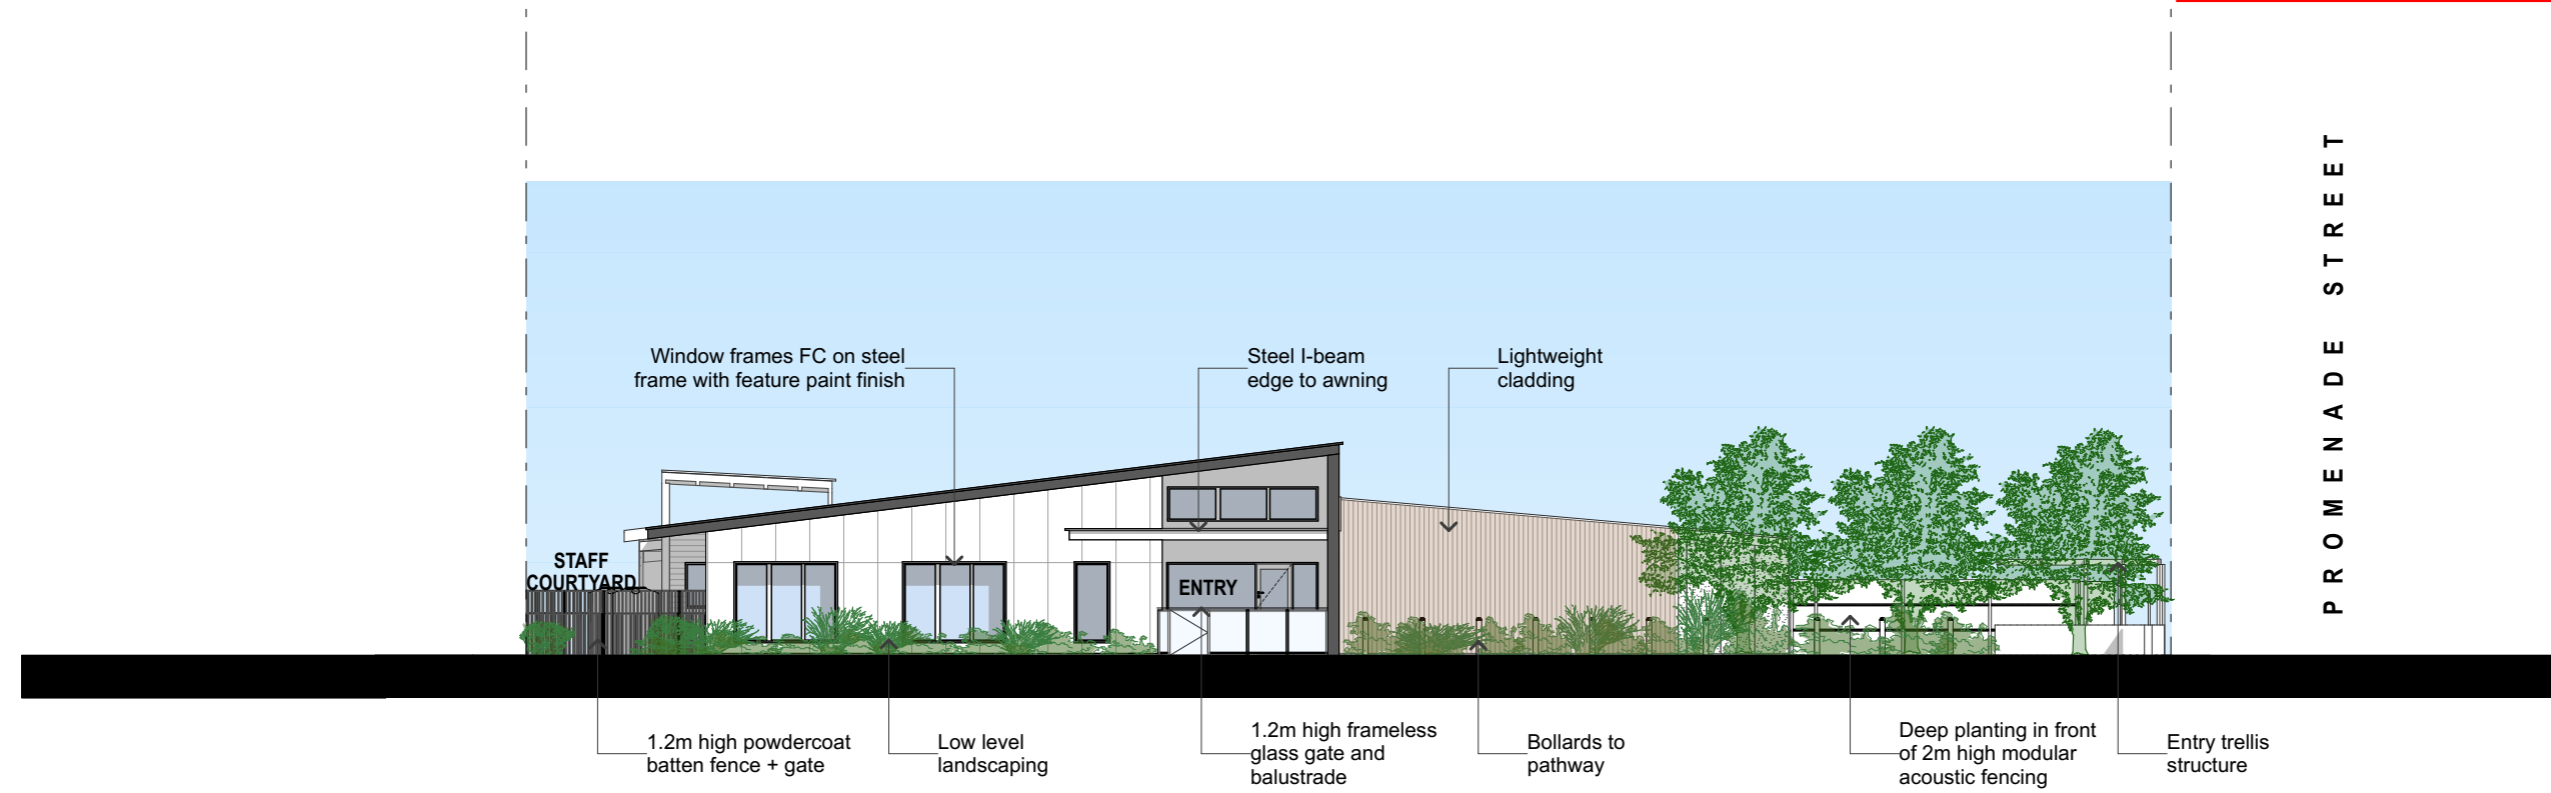 PROMENADE STREET
Window frames FC on steel
frame with feature paint finish
Steel I-beam
edge to awning
Lightweight
cladding
STAFF
COURTYARD
ENTRY
1.2m high powdercoat
batten fence + gate
Low level
landscaping
1.2m high frameless
glass gate and
balustrade
Bollards to
pathway
Deep planting in front
of 2m high modular
acoustic fencing
Entry trellis
structure